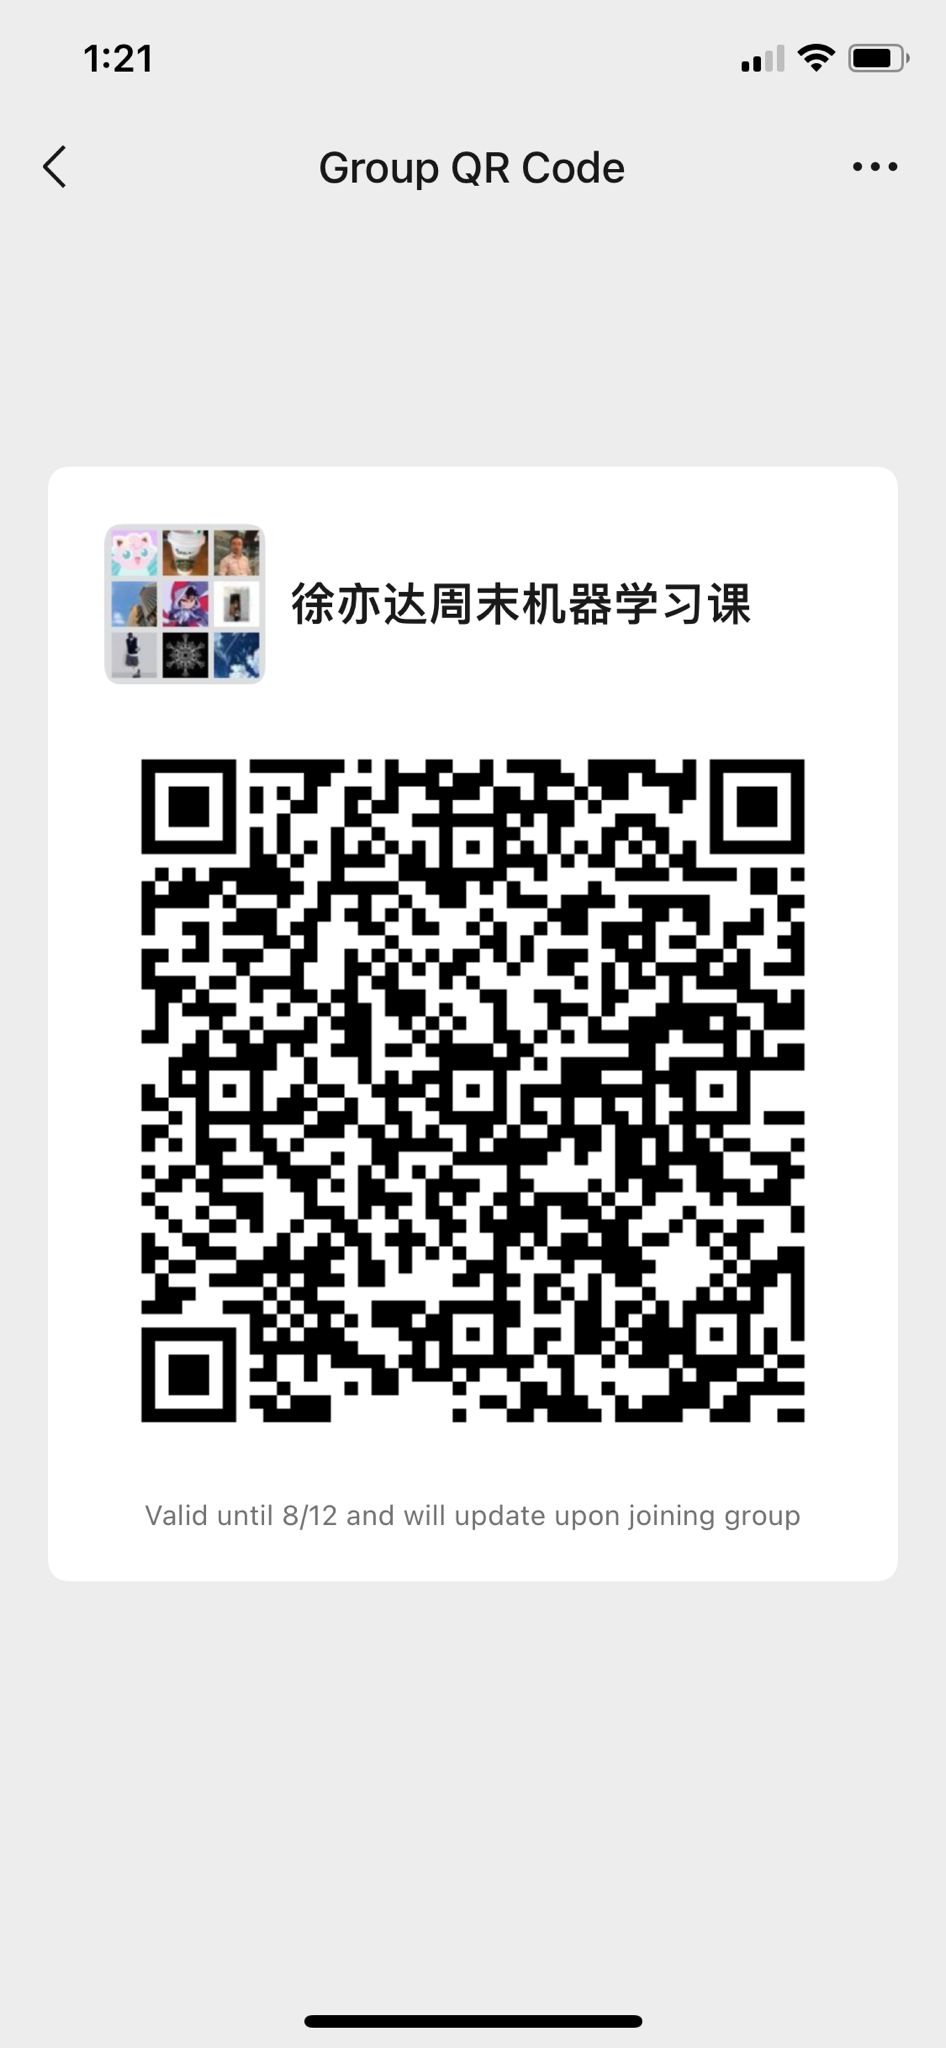 1:21
Group QR Code
徐亦达周末机器学习课
Valid until 8/12 and will update upon joining group